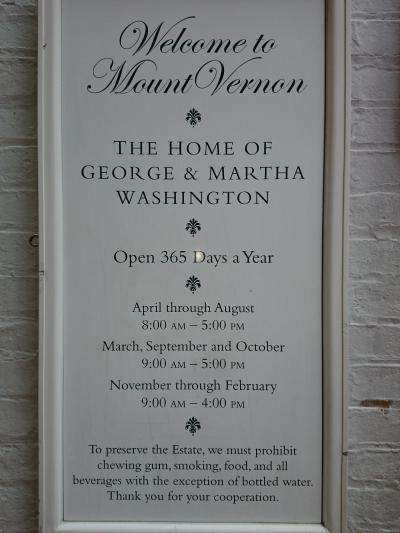 Welcome to
Mount Vernon
THE HOME OF
GEORGE & MARTHA
WASHINGTON
Open 365 Days a Year
April through August
8:00 AM – 5:00 PM
March, September and October
9:00 AM – 5:00 PM
November through February
9:00 AM – 4:00 PM
To preserve the Estate, we must prohibit
chewing gum, smoking, food, and all
beverages with the exception of bottled water.
Thank you for your cooperation.